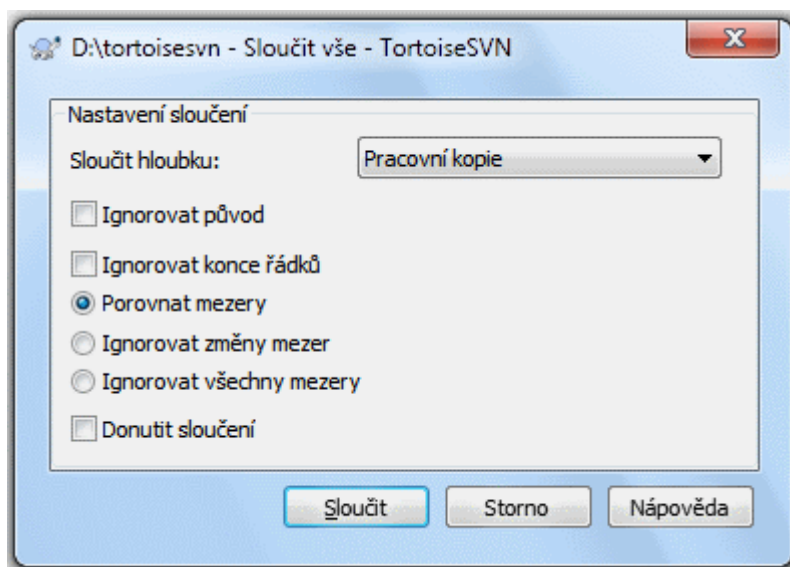 D:\tortoisesvn - Sloučit vše - TortoiseSVN
Nastavení sloučení
Sloučit hloubku: Pracovní kopie
Ignorovat původ
Ignorovat konce řádků
Porovnat mezery
Ignorovat změny mezer
Ignorovat všechny mezery
Donutit sloučení
Sloučit Storno Nápověda